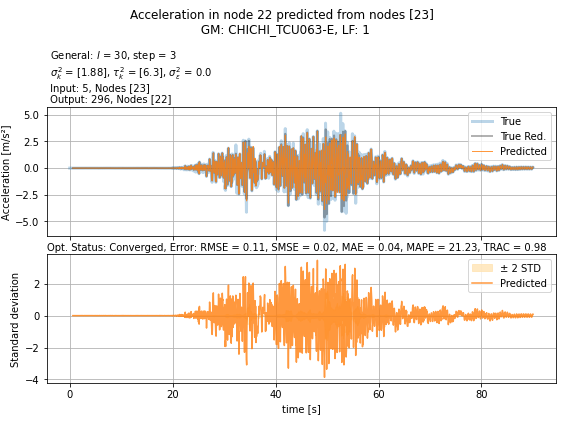 Acceleration in node 22 predicted from nodes [23]
GM: CHICHI_TCU063-E, LF: 1
General: l = 30, step = 3
σ²ₖ = [1.88], τ²ₖ = [6.3], σ²ε = 0.0
Input: 5, Nodes [23]
Output: 296, Nodes [22]
Acceleration [m/s²]
5.0
2.5
0.0
−2.5
−5.0
True
True Red.
Predicted
Opt. Status: Converged, Error: RMSE = 0.11, SMSE = 0.02, MAE = 0.04, MAPE = 21.23, TRAC = 0.98
Standard deviation
2
0
−2
−4
± 2 STD
Predicted
0
20
40
60
80
time [s]